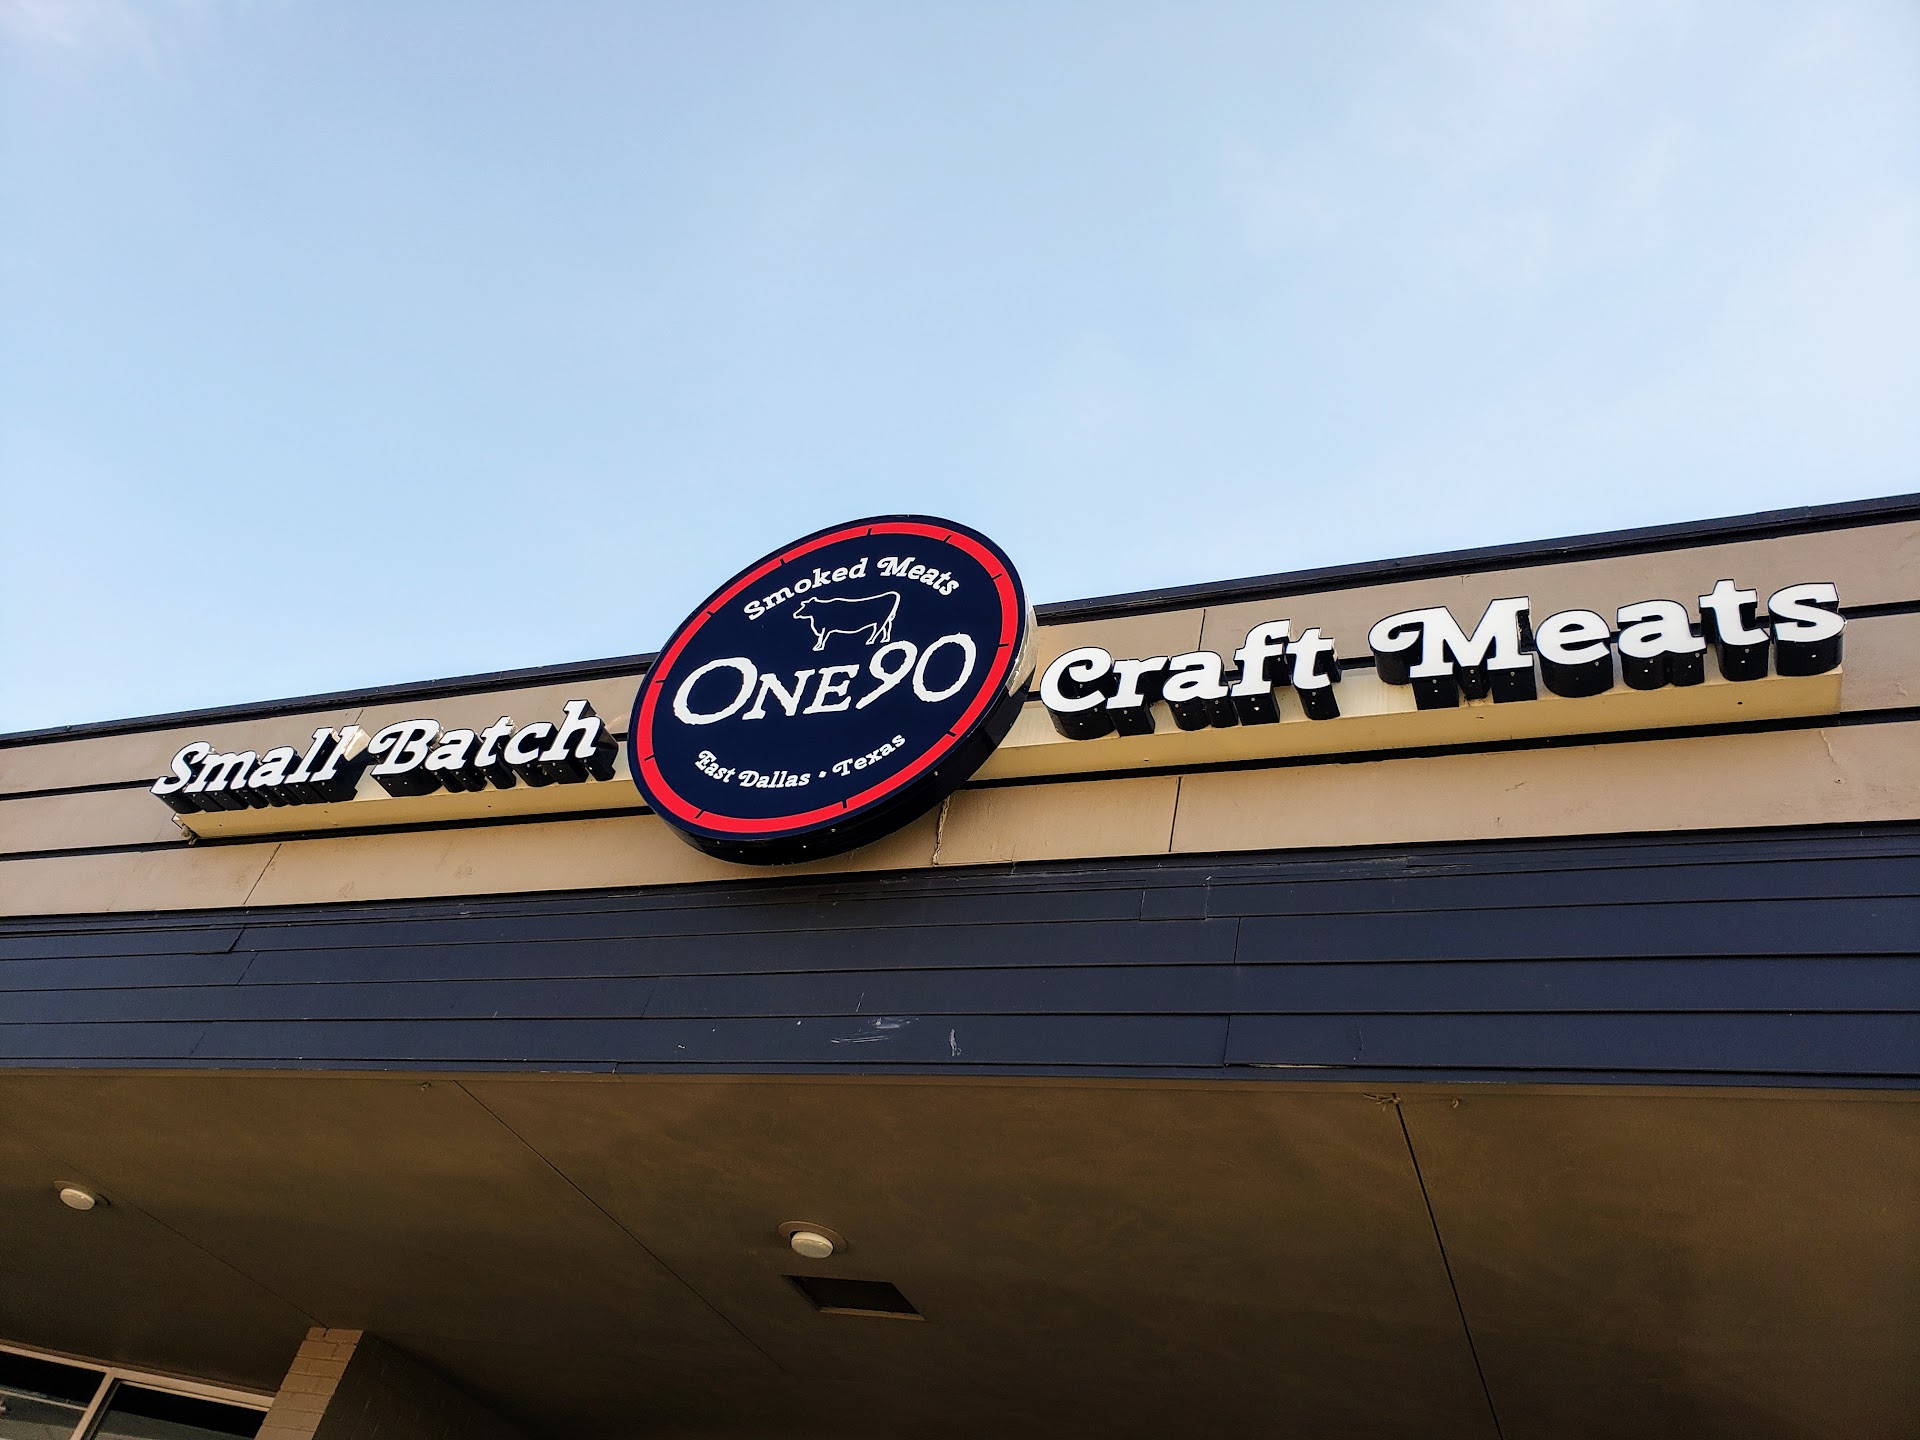 Small Batch
Smoked Meats
ONE90
East Dallas • Texas
Craft Meats